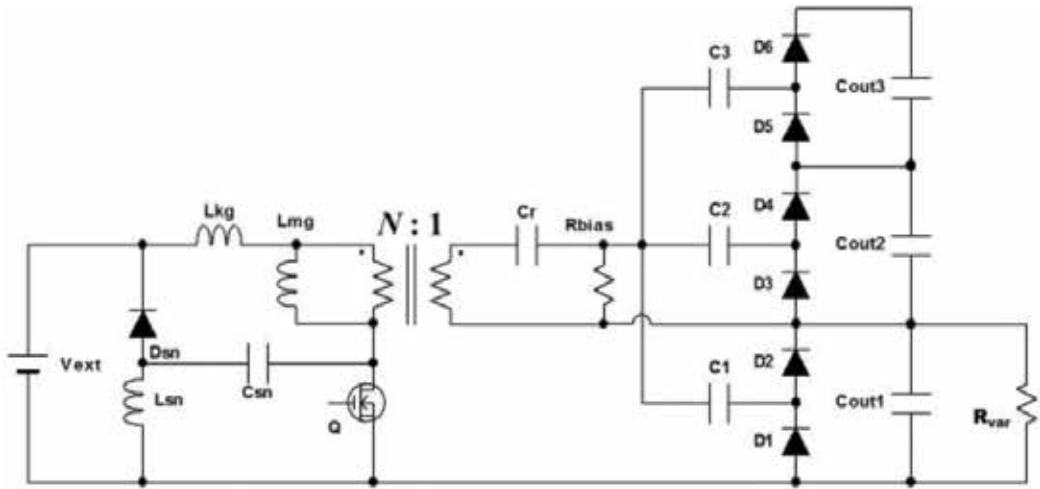 D6
C3
Cout3
D5
Lkg
Lmg
N : 1
Cr
Rbias
C2
D4
Cout2
D3
Vext
Dsn
Csn
Lsn
Q
C1
D2
Cout1
Rvar
D1